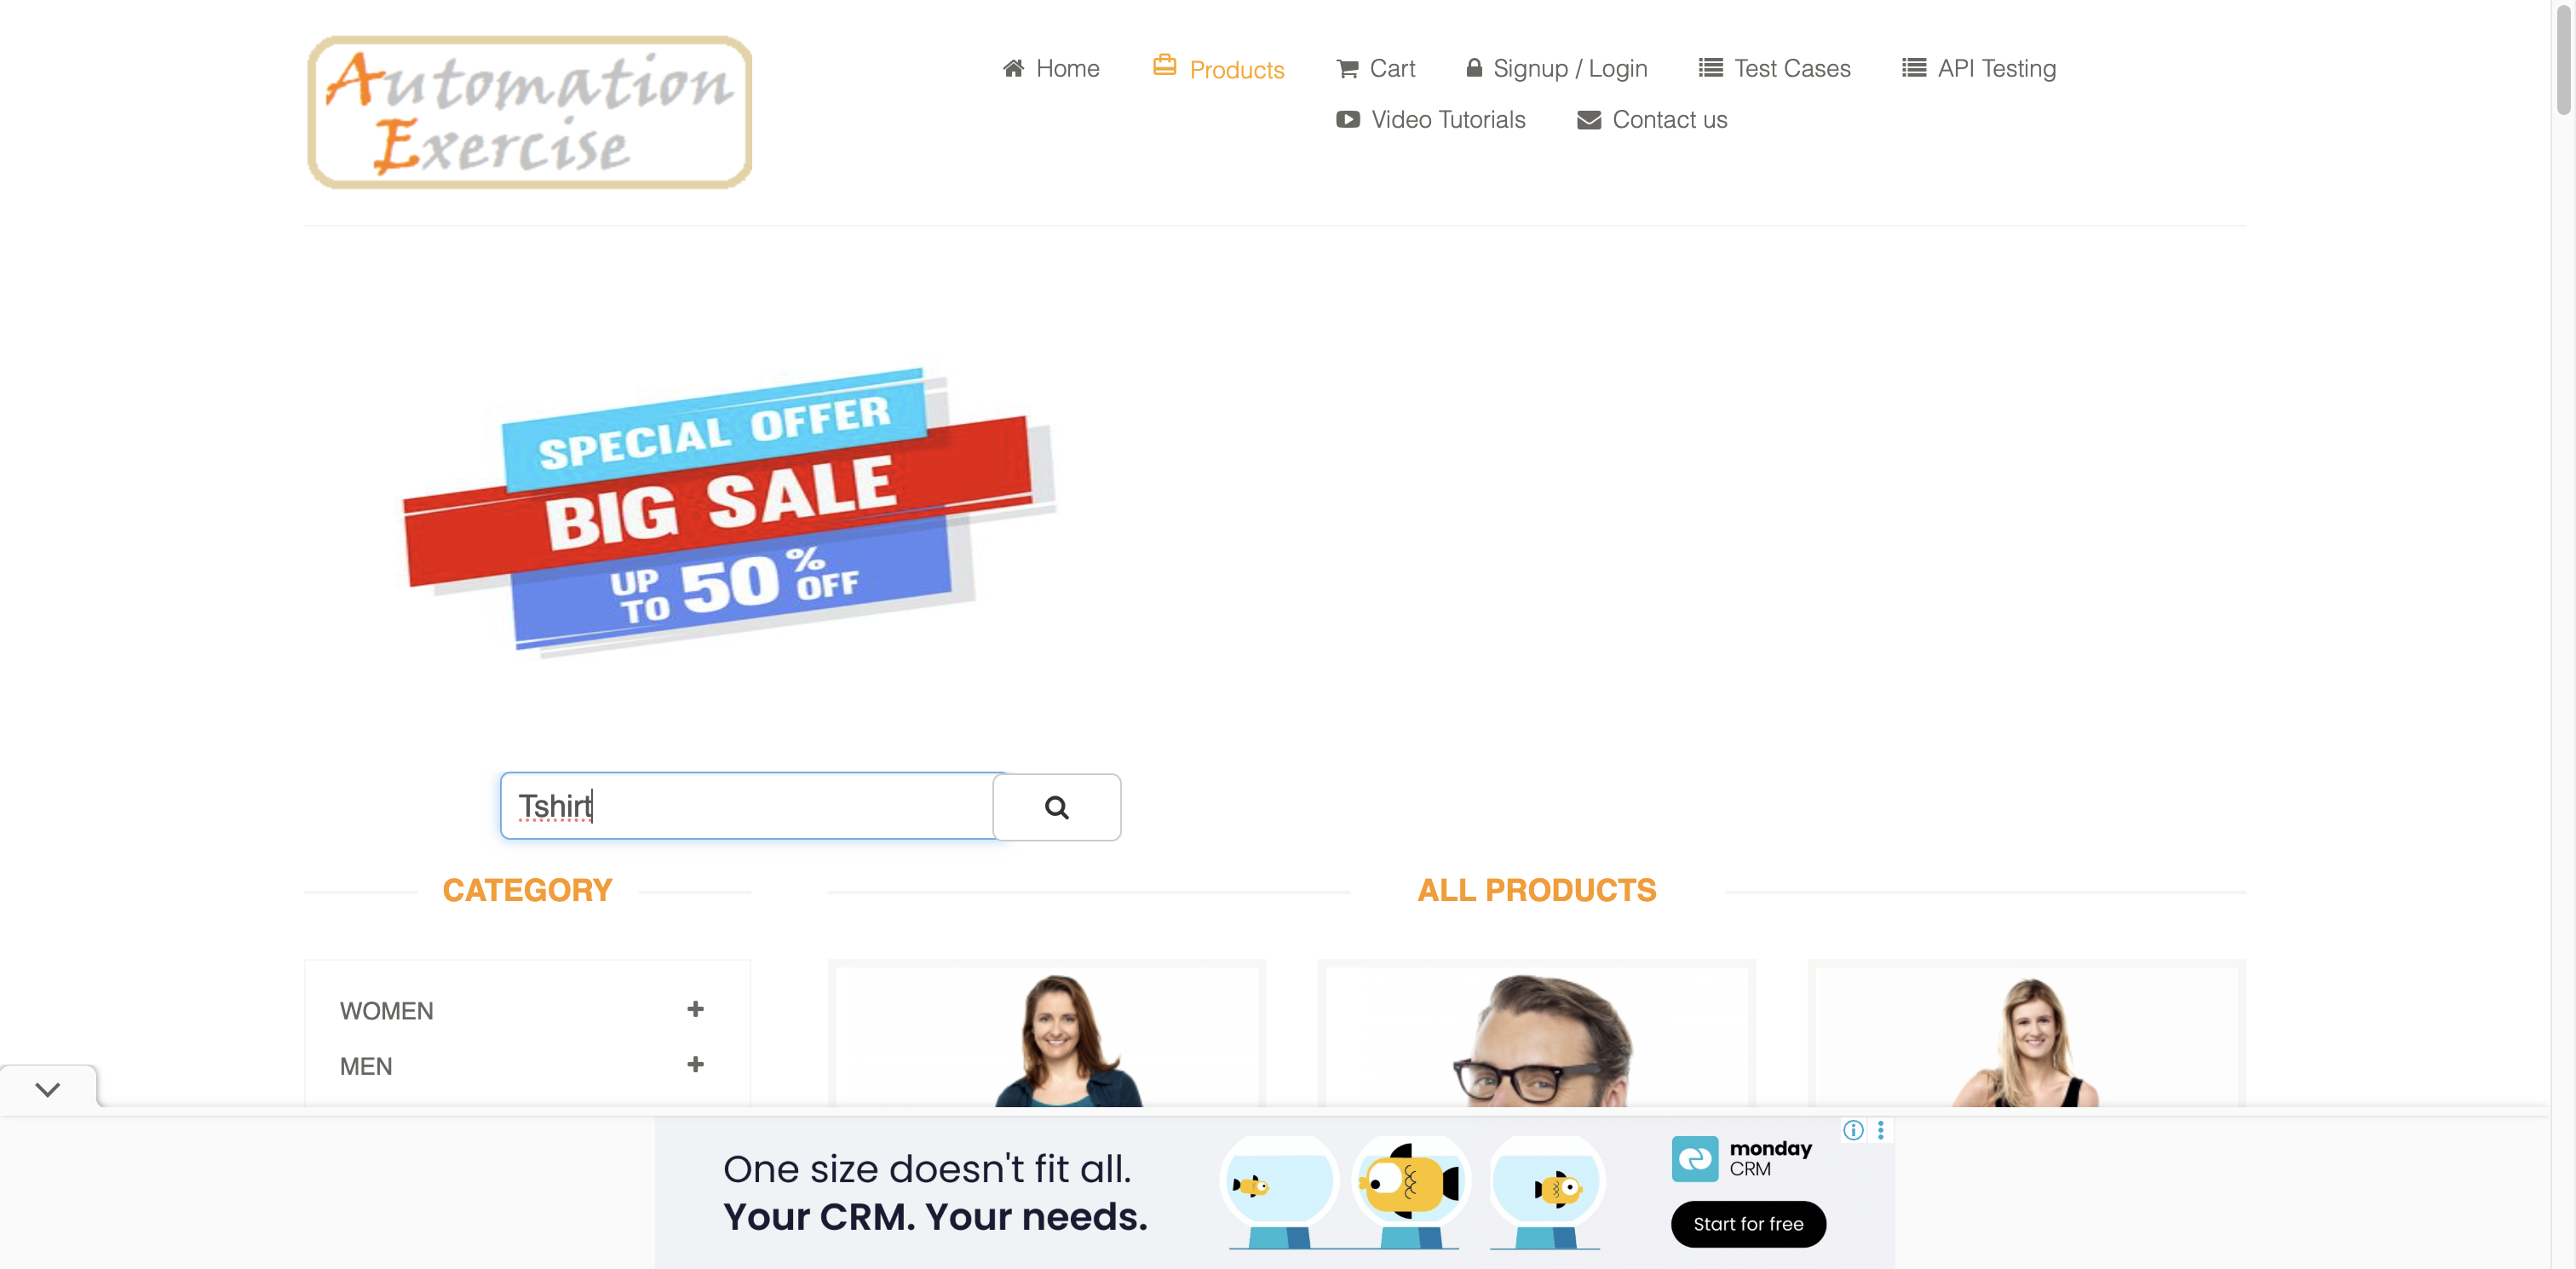 Automation
Exercise
Home
Products
Cart
Signup / Login
Test Cases
API Testing
Video Tutorials
Contact us
SPECIAL OFFER
BIG SALE
UP TO 50% OFF
Tshirt
CATEGORY
ALL PRODUCTS
WOMEN
MEN
One size doesn't fit all.
Your CRM. Your needs.
monday
CRM
Start for free